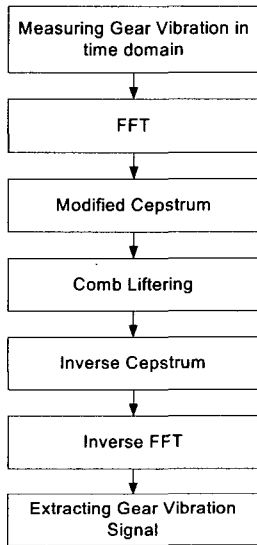 Measuring Gear Vibration in
time domain
FFT
Modified Cepstrum
Comb Liftering
Inverse Cepstrum
Inverse FFT
Extracting Gear Vibration
Signal